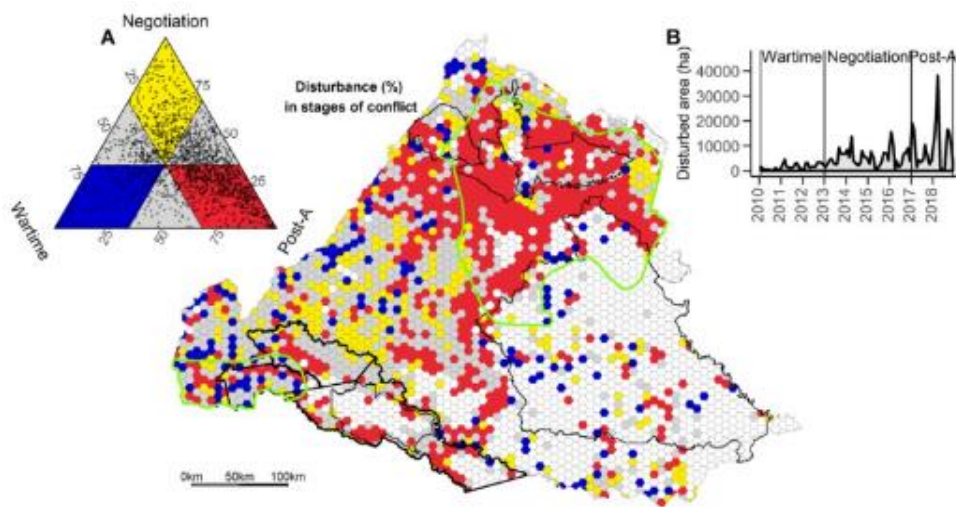 Negotiation
A
75
25
50
50
75
25
Wartime
25
50
75
Post-A
Disturbance (%)
in stages of conflict
0km 50km 100km
B
Wartime Negotiation Post-A
Disturbed area (ha)
40000
30000
20000
10000
0
2010
2011
2012
2013
2014
2015
2016
2017
2018